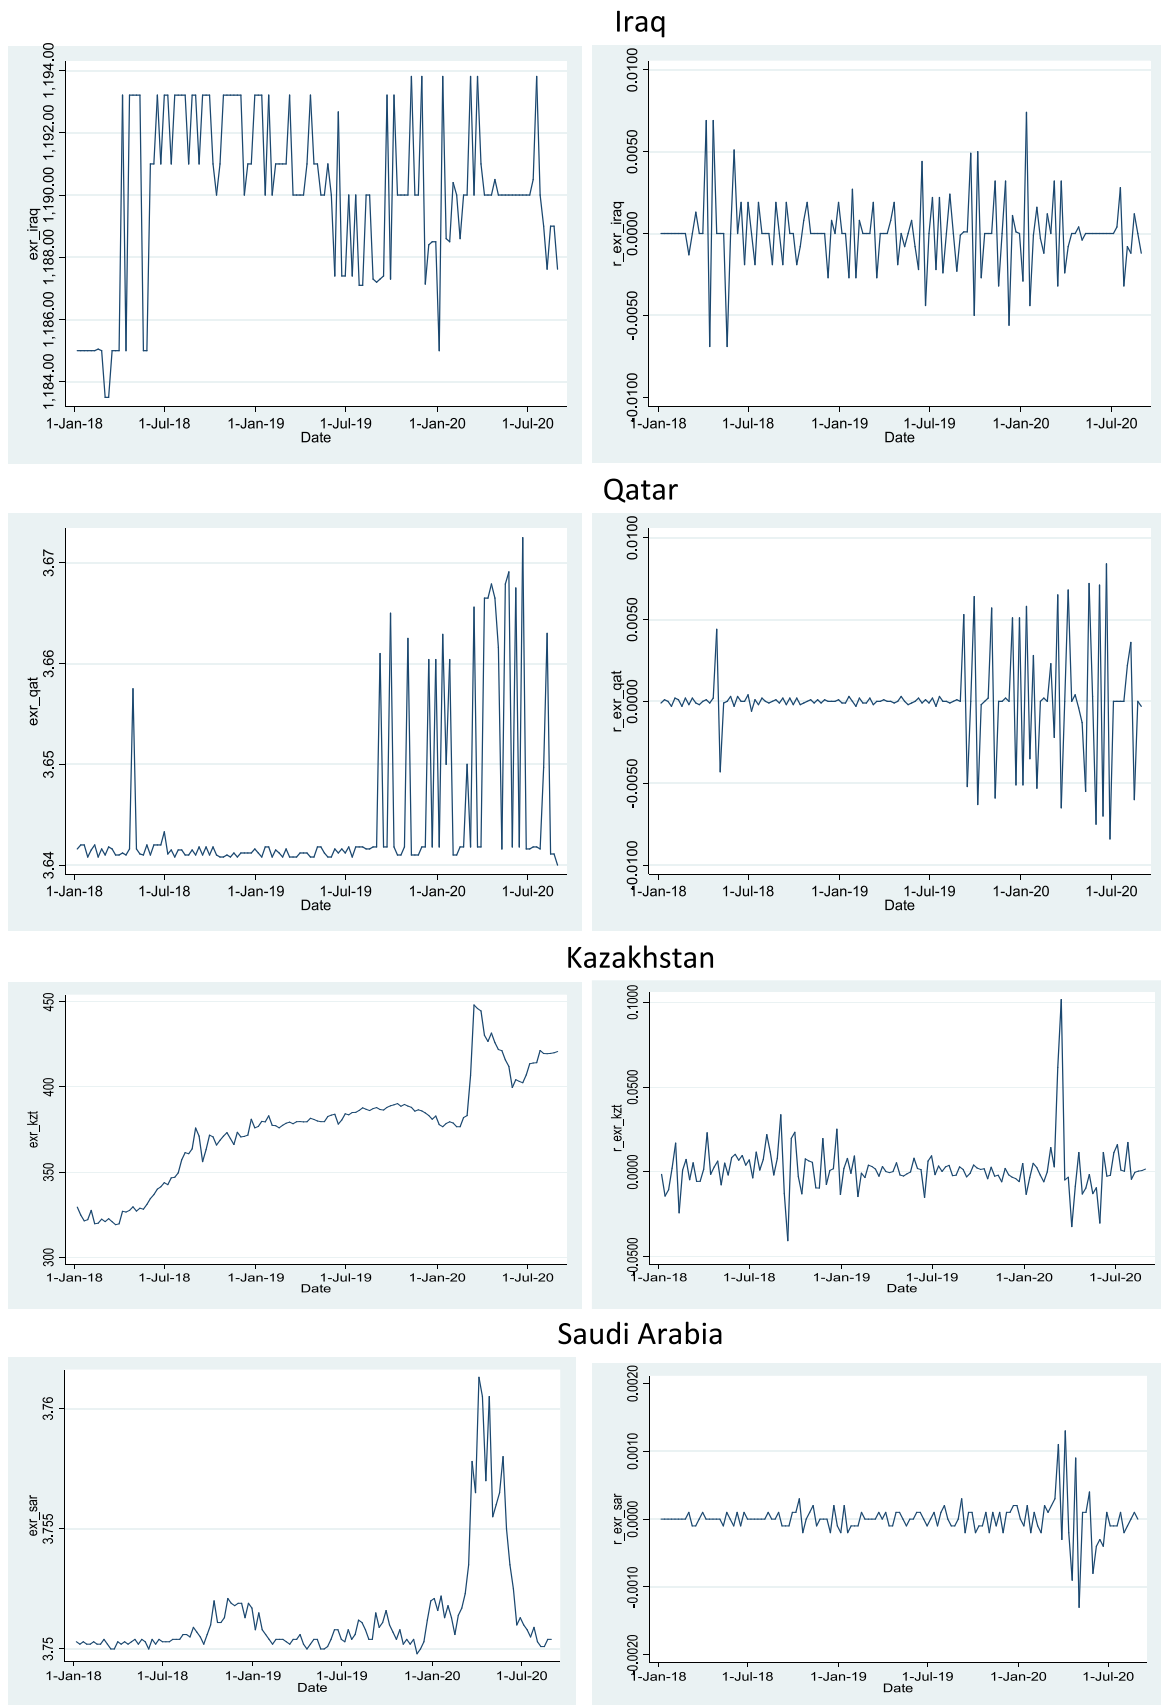 Iraq
exr_iraq
1,184.00 1,186.00 1,188.00 1,190.00 1,192.00 1,194.00
1-Jan-18 1-Jul-18 1-Jan-19 1-Jul-19 1-Jan-20 1-Jul-20
Date
r_exr_iraq
-0.0100 -0.0050 0.0000 0.0050 0.0100
1-Jan-18 1-Jul-18 1-Jan-19 1-Jul-19 1-Jan-20 1-Jul-20
Date
Qatar
exr_qat
3.64 3.65 3.66 3.67
1-Jan-18 1-Jul-18 1-Jan-19 1-Jul-19 1-Jan-20 1-Jul-20
Date
r_exr_qat
-0.0100 -0.0050 0.0000 0.0050 0.0100
1-Jan-18 1-Jul-18 1-Jan-19 1-Jul-19 1-Jan-20 1-Jul-20
Date
Kazakhstan
exr_kzt
300 350 400 450
1-Jan-18 1-Jul-18 1-Jan-19 1-Jul-19 1-Jan-20 1-Jul-20
Date
r_exr_kzt
-0.0500 0.0000 0.0500 0.1000
1-Jan-18 1-Jul-18 1-Jan-19 1-Jul-19 1-Jan-20 1-Jul-20
Date
Saudi Arabia
exr_sar
3.75 3.755 3.76
1-Jan-18 1-Jul-18 1-Jan-19 1-Jul-19 1-Jan-20 1-Jul-20
Date
r_exr_sar
-0.0020 -0.0010 0.0000 0.0010 0.0020
1-Jan-18 1-Jul-18 1-Jan-19 1-Jul-19 1-Jan-20 1-Jul-20
Date